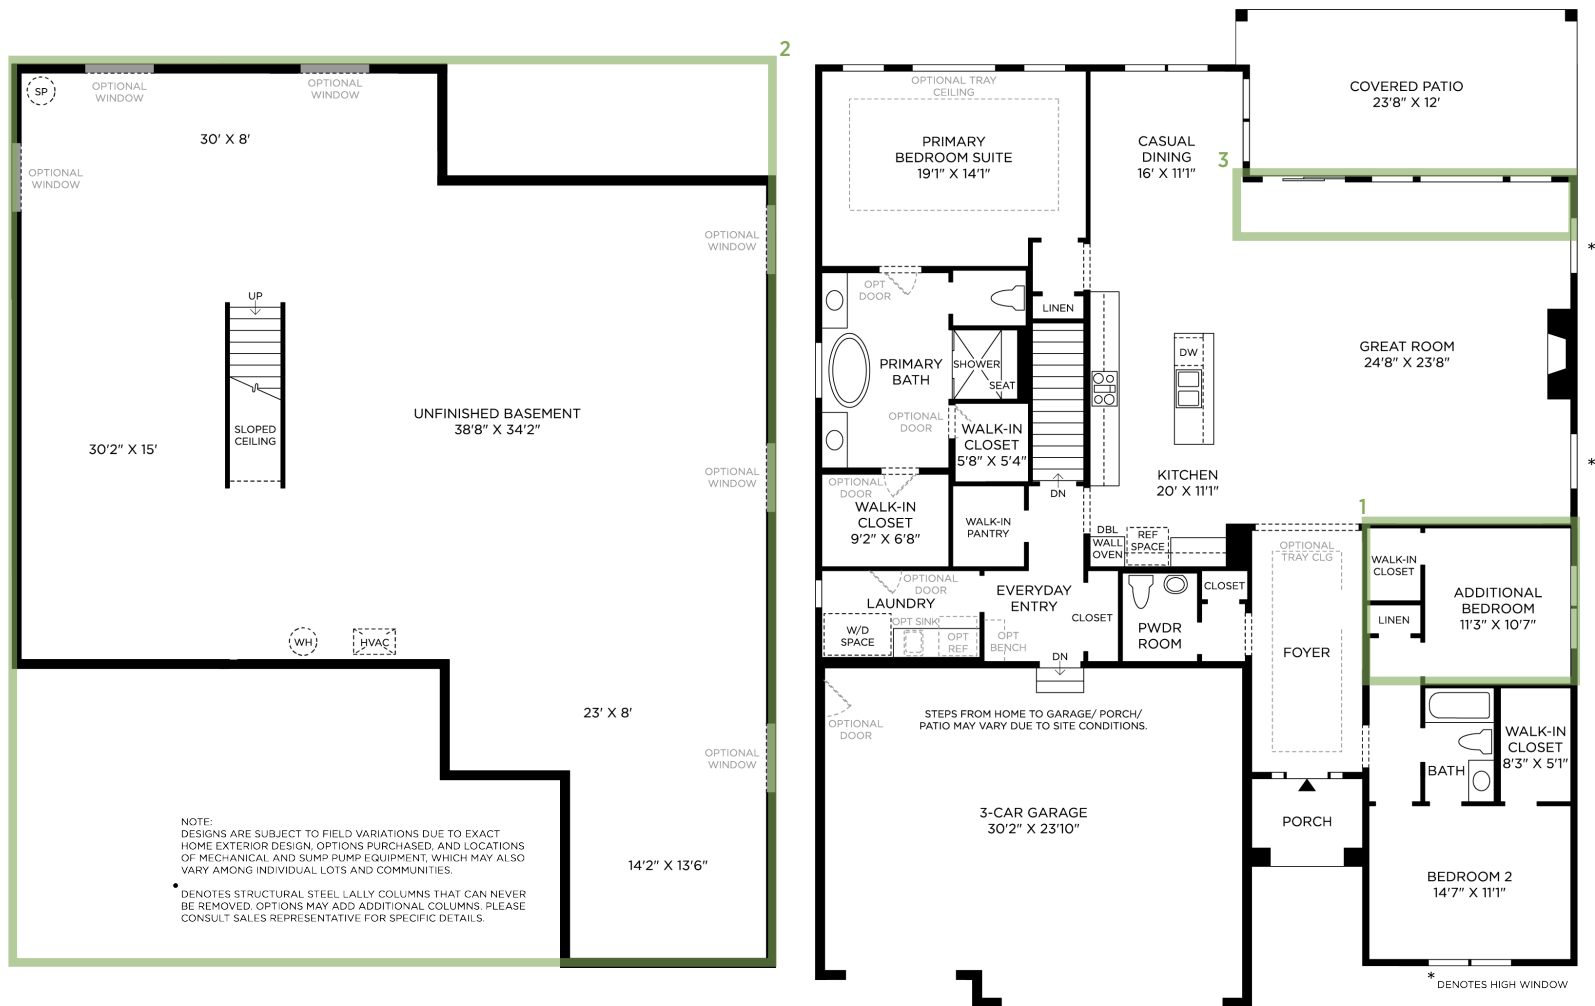 2
SP
OPTIONAL
WINDOW
OPTIONAL
WINDOW
30' X 8'
OPTIONAL
WINDOW
OPTIONAL
WINDOW
UP
SLOPED
CEILING
UNFINISHED BASEMENT
38'8" X 34'2"
30'2" X 15'
OPTIONAL
WINDOW
WH
HVAC
23' X 8'
OPTIONAL
WINDOW
14'2" X 13'6"
NOTE:
DESIGNS ARE SUBJECT TO FIELD VARIATIONS DUE TO EXACT
HOME EXTERIOR DESIGN, OPTIONS PURCHASED, AND LOCATIONS
OF MECHANICAL AND SUMP PUMP EQUIPMENT, WHICH MAY ALSO
VARY AMONG INDIVIDUAL LOTS AND COMMUNITIES.
• DENOTES STRUCTURAL STEEL LALLY COLUMNS THAT CAN NEVER
BE REMOVED. OPTIONS MAY ADD ADDITIONAL COLUMNS. PLEASE
CONSULT SALES REPRESENTATIVE FOR SPECIFIC DETAILS.
OPTIONAL TRAY
CEILING
PRIMARY
BEDROOM SUITE
19'1" X 14'1"
CASUAL
DINING
16' X 11'1"
COVERED PATIO
23'8" X 12'
3
*
OPT
DOOR
LINEN
PRIMARY
BATH
SHOWER
SEAT
DW
GREAT ROOM
24'8" X 23'8"
OPTIONAL
DOOR
WALK-IN
CLOSET
5'8" X 5'4"
*
OPTIONAL
DOOR
WALK-IN
CLOSET
9'2" X 6'8"
WALK-IN
PANTRY
DN
KITCHEN
20' X 11'1"
DBL
WALL
OVEN
REF
SPACE
1
OPTIONAL
TRAY CLG
WALK-IN
CLOSET
ADDITIONAL
BEDROOM
11'3" X 10'7"
LINEN
OPTIONAL
DOOR
LAUNDRY
W/D
SPACE
OPT SINK
OPT
REF
EVERYDAY
ENTRY
OPT
BENCH
CLOSET
DN
PWDR
ROOM
CLOSET
FOYER
OPTIONAL
DOOR
STEPS FROM HOME TO GARAGE/ PORCH/
PATIO MAY VARY DUE TO SITE CONDITIONS.
BATH
WALK-IN
CLOSET
8'3" X 5'1"
3-CAR GARAGE
30'2" X 23'10"
PORCH
BEDROOM 2
14'7" X 11'1"
* DENOTES HIGH WINDOW